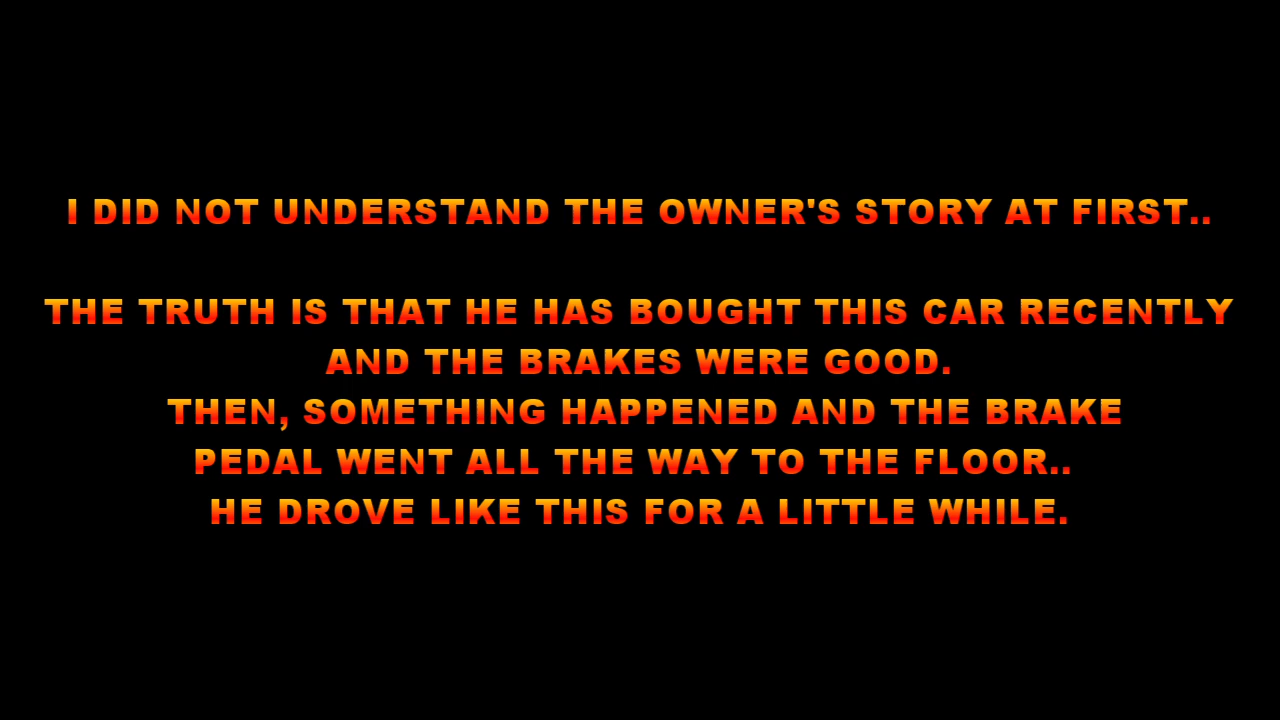 I DID NOT UNDERSTAND THE OWNER'S STORY AT FIRST..
THE TRUTH IS THAT HE HAS BOUGHT THIS CAR RECENTLY
AND THE BRAKES WERE GOOD.
THEN, SOMETHING HAPPENED AND THE BRAKE
PEDAL WENT ALL THE WAY TO THE FLOOR..
HE DROVE LIKE THIS FOR A LITTLE WHILE.